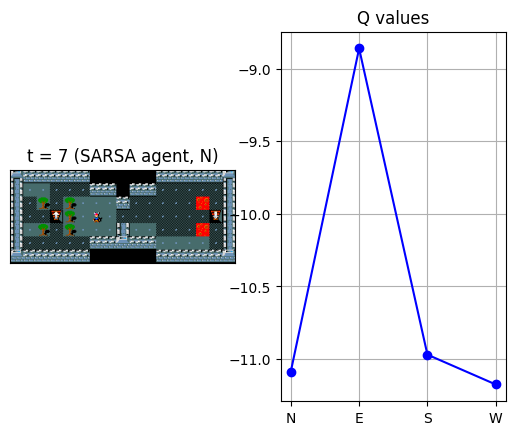 Q values
t = 7 (SARSA agent, N)
-9.0
-9.5
-10.0
-10.5
-11.0
N E S W